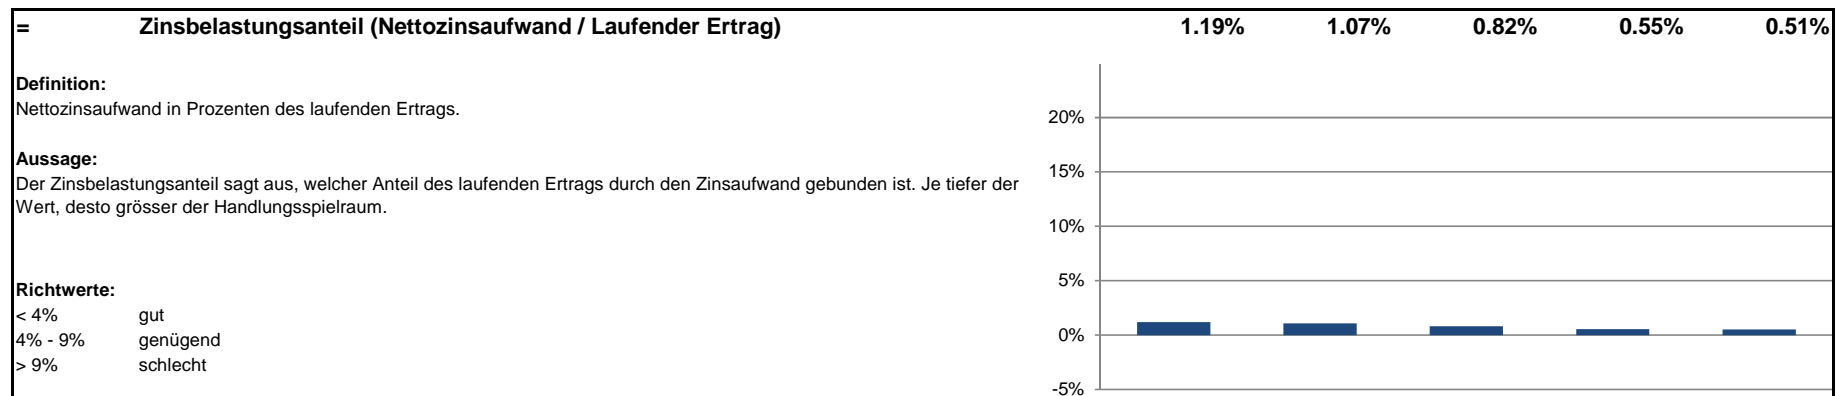 = Zinsbelastungsanteil (Nettozinsaufwand / Laufender Ertrag) 1.19% 1.07% 0.82% 0.55% 0.51%
Definition:
Nettozinsaufwand in Prozenten des laufenden Ertrags.
Aussage:
Der Zinsbelastungsanteil sagt aus, welcher Anteil des laufenden Ertrags durch den Zinsaufwand gebunden ist. Je tiefer der
Wert, desto grösser der Handlungsspielraum.
Richtwerte:
< 4% gut
4% - 9% genügend
> 9% schlecht
20%
15%
10%
5%
0%
-5%